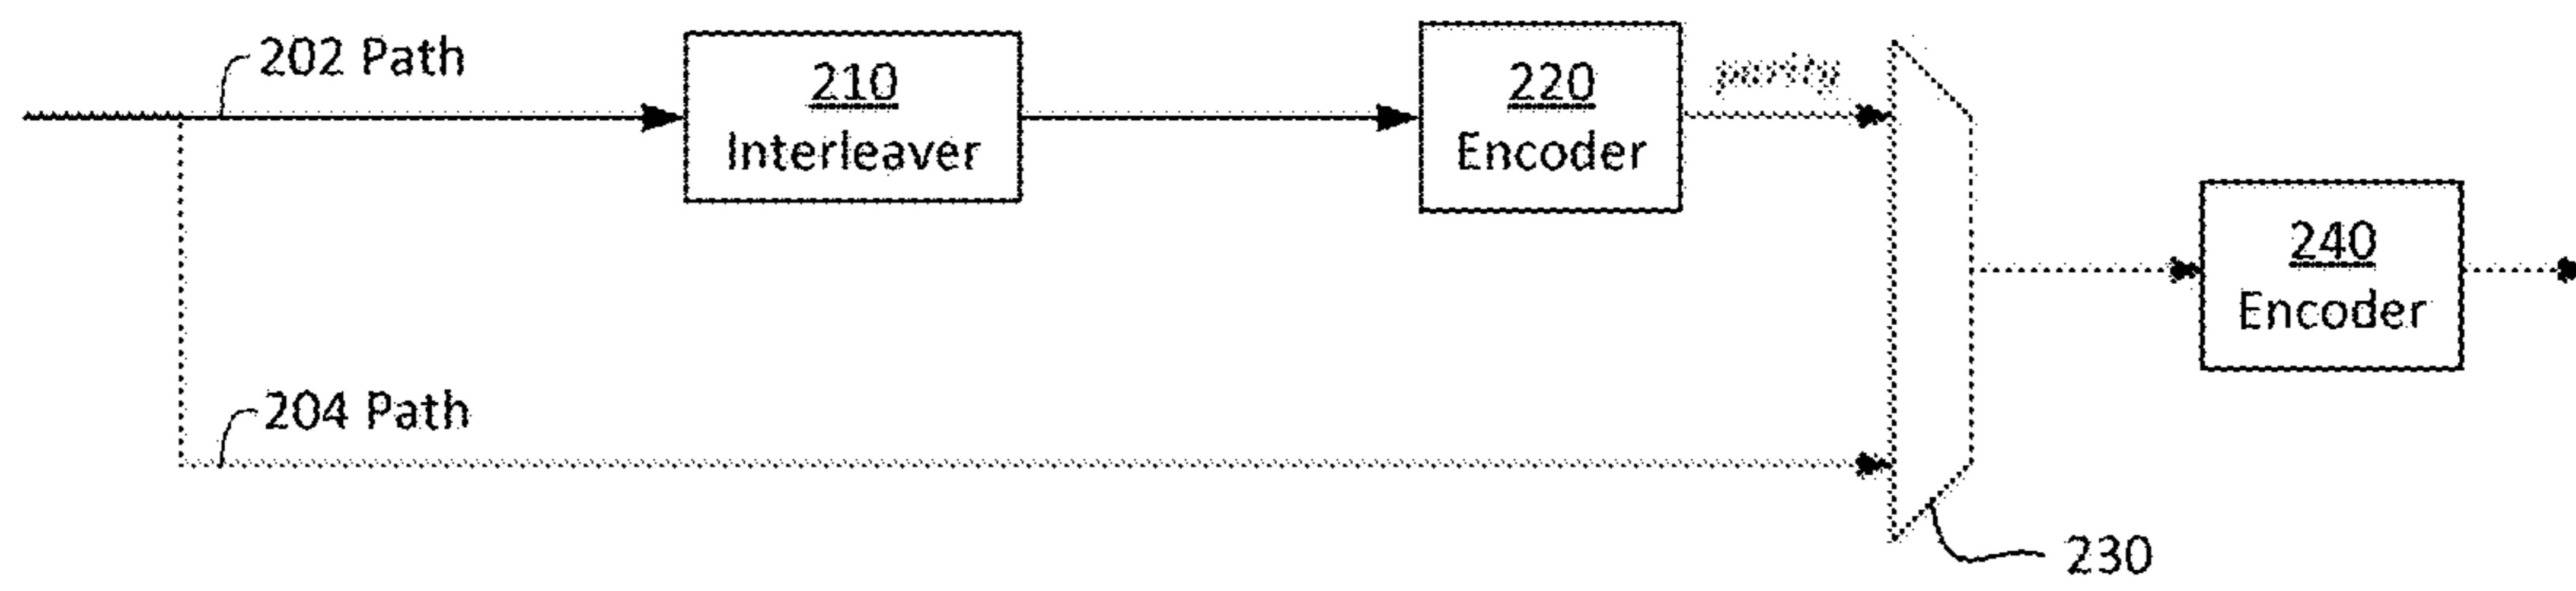 202 Path
210
Interleaver
220
Encoder
parity
240
Encoder
204 Path
230